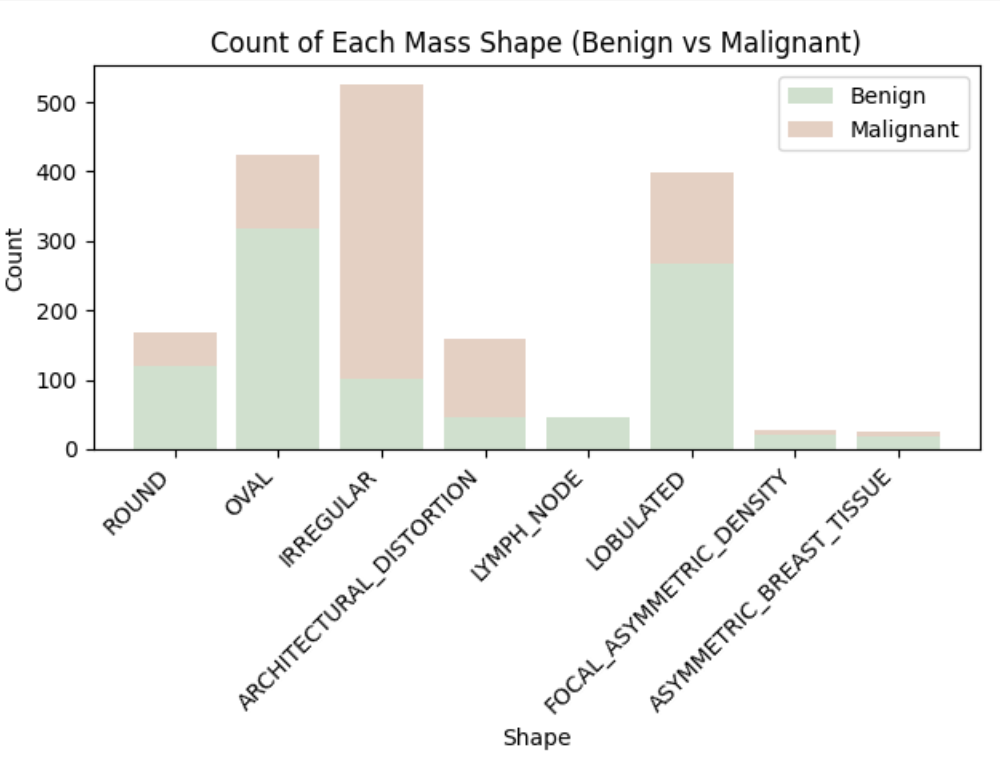 Count of Each Mass Shape (Benign vs Malignant)
Benign
Malignant
500
400
300
200
100
0
Count
ROUND
OVAL
IRREGULAR
ARCHITECTURAL_DISTORTION
LYMPH_NODE
LOBULATED
FOCAL_ASYMMETRIC_DENSITY
ASYMMETRIC_BREAST_TISSUE
Shape